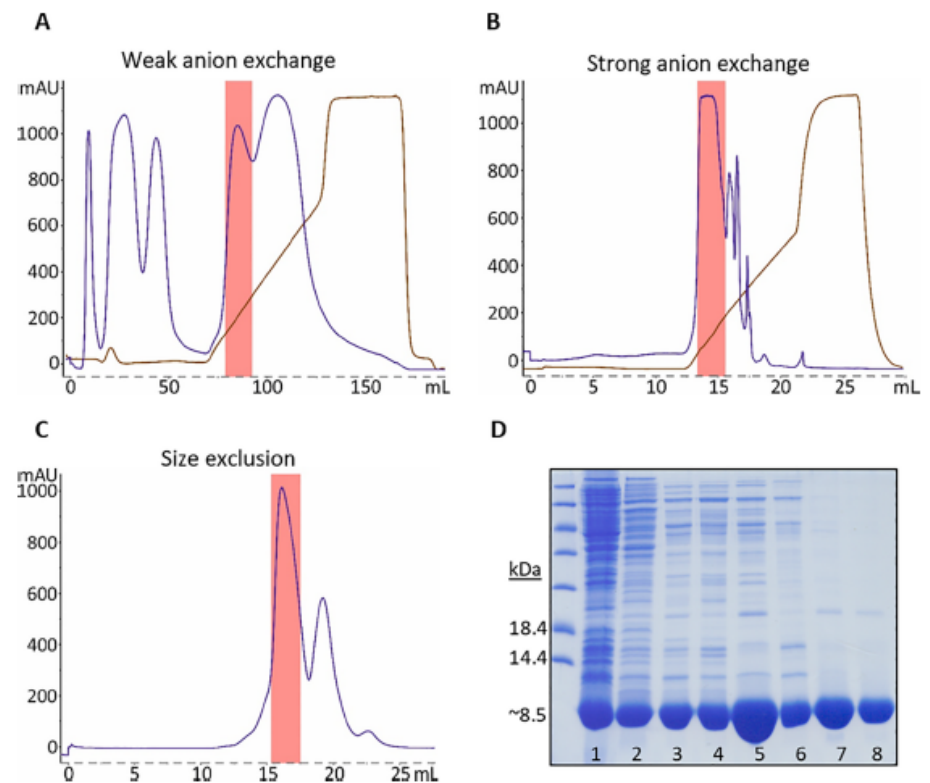 A
Weak anion exchange
mAU
1000
800
600
400
200
0
0 50 100 150 mL
B
Strong anion exchange
mAU
1000
800
600
400
200
0
0 5 10 15 20 25 mL
C
Size exclusion
mAU
1000
800
600
400
200
0
0 5 10 15 20 25 mL
D
kDa
18.4
14.4
~8.5
1 2 3 4 5 6 7 8